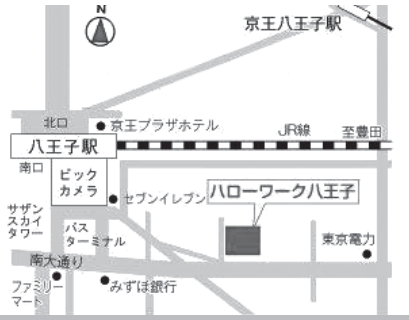 N
京王八王子駅
北口
京王プラザホテル
JR線
至豊田
八王子駅
南口
ビック
カメラ
セブンイレブン
ハローワーク八王子
サザン
スカイ
タワー
バス
ターミナル
東京電力
南大通り
ファミリー
マート
みずほ銀行